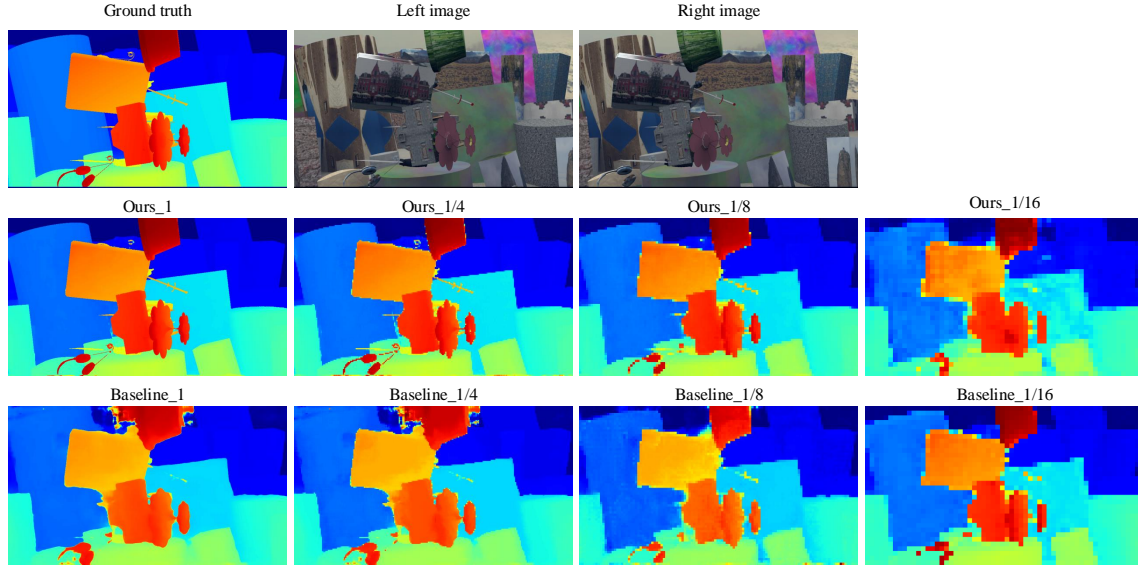 Ground truth
Left image
Right image
Ours_1
Ours_1/4
Ours_1/8
Ours_1/16
Baseline_1
Baseline_1/4
Baseline_1/8
Baseline_1/16